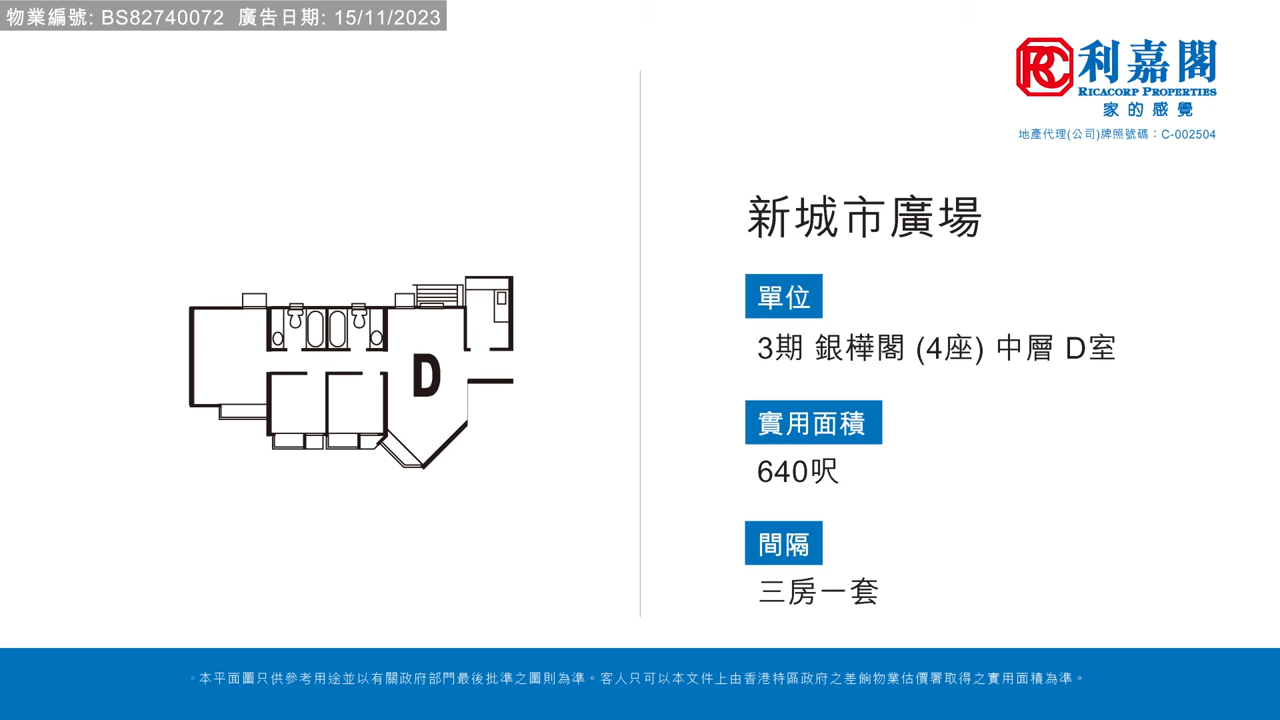 物業編號: BS82740072 廣告日期: 15/11/2023
RC
利嘉閣
RICACORP PROPERTIES
家的感覺
地產代理(公司)牌照號碼：C-002504
新城市廣場
單位
3期 銀樺閣 (4座) 中層 D室
實用面積
640呎
間隔
三房一套
D
本平面圖只供參考用途並以有關政府部門最後批準之圖則為準。客人只可以本文件上由香港特區政府之差餉物業估價署取得之實用面積為準。